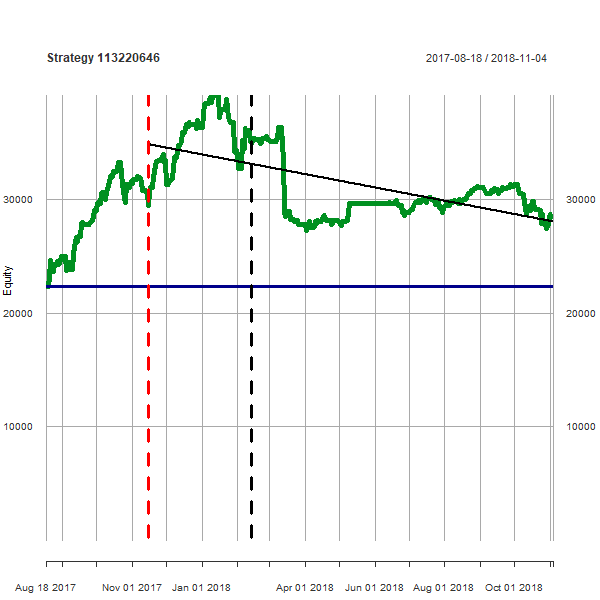 Strategy 113220646
2017-08-18 / 2018-11-04
Equity
30000
30000
20000
20000
10000
10000
Aug 18 2017
Nov 01 2017
Jan 01 2018
Apr 01 2018
Jun 01 2018
Aug 01 2018
Oct 01 2018